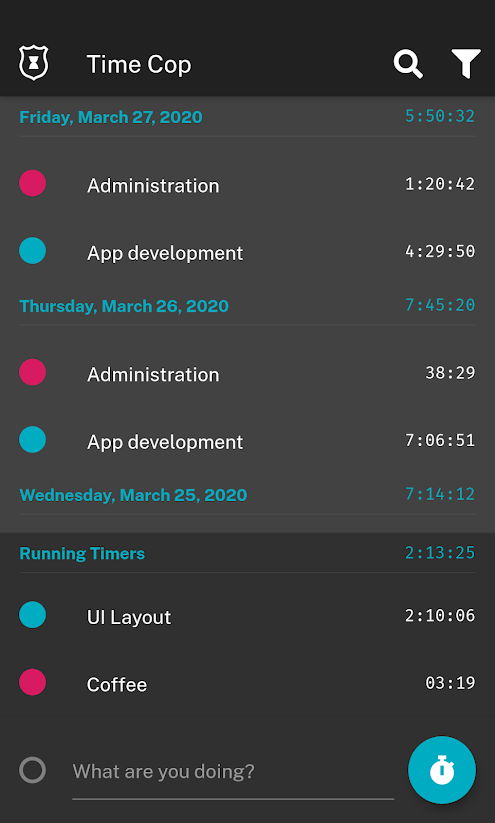 Time Cop
Friday, March 27, 2020 5:50:32
Administration 1:20:42
App development 4:29:50
Thursday, March 26, 2020 7:45:20
Administration 38:29
App development 7:06:51
Wednesday, March 25, 2020 7:14:12
Running Timers 2:13:25
UI Layout 2:10:06
Coffee 03:19
What are you doing?